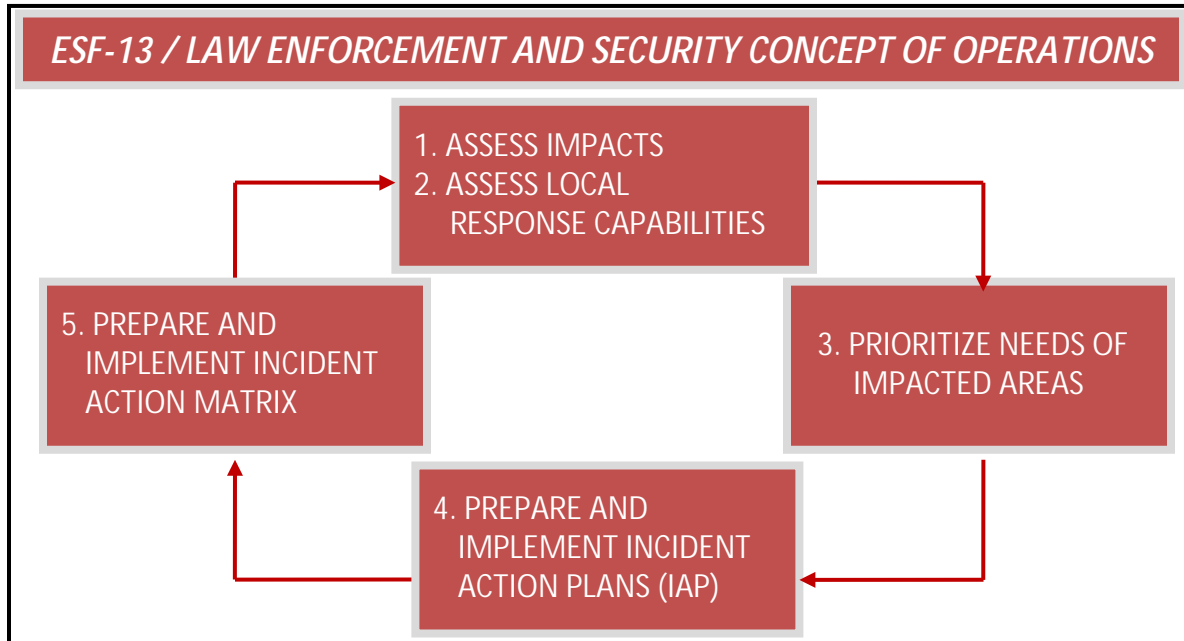 ESF-13 / LAW ENFORCEMENT AND SECURITY CONCEPT OF OPERATIONS
1. ASSESS IMPACTS
2. ASSESS LOCAL
RESPONSE CAPABILITIES
3. PRIORITIZE NEEDS OF
IMPACTED AREAS
4. PREPARE AND
IMPLEMENT INCIDENT
ACTION PLANS (IAP)
5. PREPARE AND
IMPLEMENT INCIDENT
ACTION MATRIX